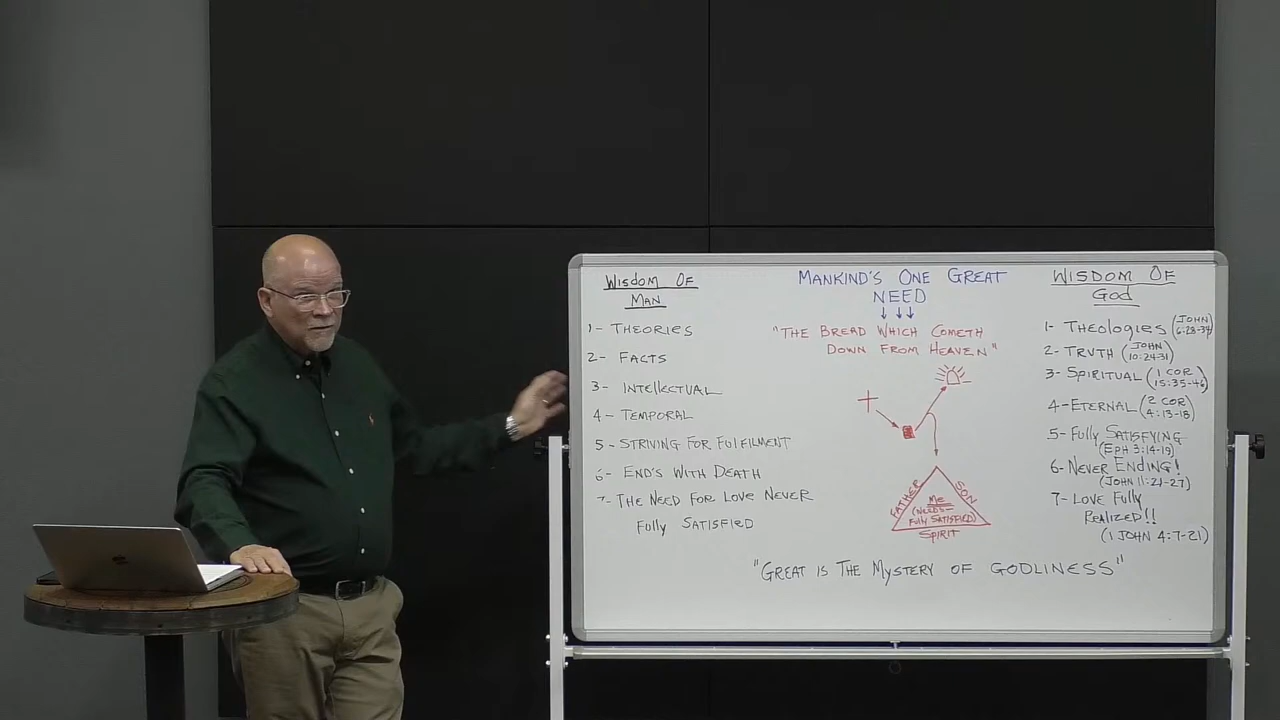 Wisdom Of
Man
1- Theories
2- Facts
3- Intellectual
4- Temporal
5- Striving For Fulfilment
6- End's With Death
7- The Need For Love Never
Fully Satisfied
Mankind's One Great
Need
"The Bread Which Cometh
Down From Heaven"
Father
Son
Me
(Needs-
Fully Satisfied)
Spirit
Wisdom Of
God
1- Theologies (John
6:28-34)
2- Truth (John
10:24-31)
3- Spiritual (1 Cor
15:35-46)
4- Eternal (2 Cor
4:13-18)
5- Fully Satisfying
(Eph 3:14-19)
6- Never Ending!
(John 11:21-27)
7- Love Fully
Realized!!
(1 John 4:7-21)
"Great is The Mystery of Godliness"